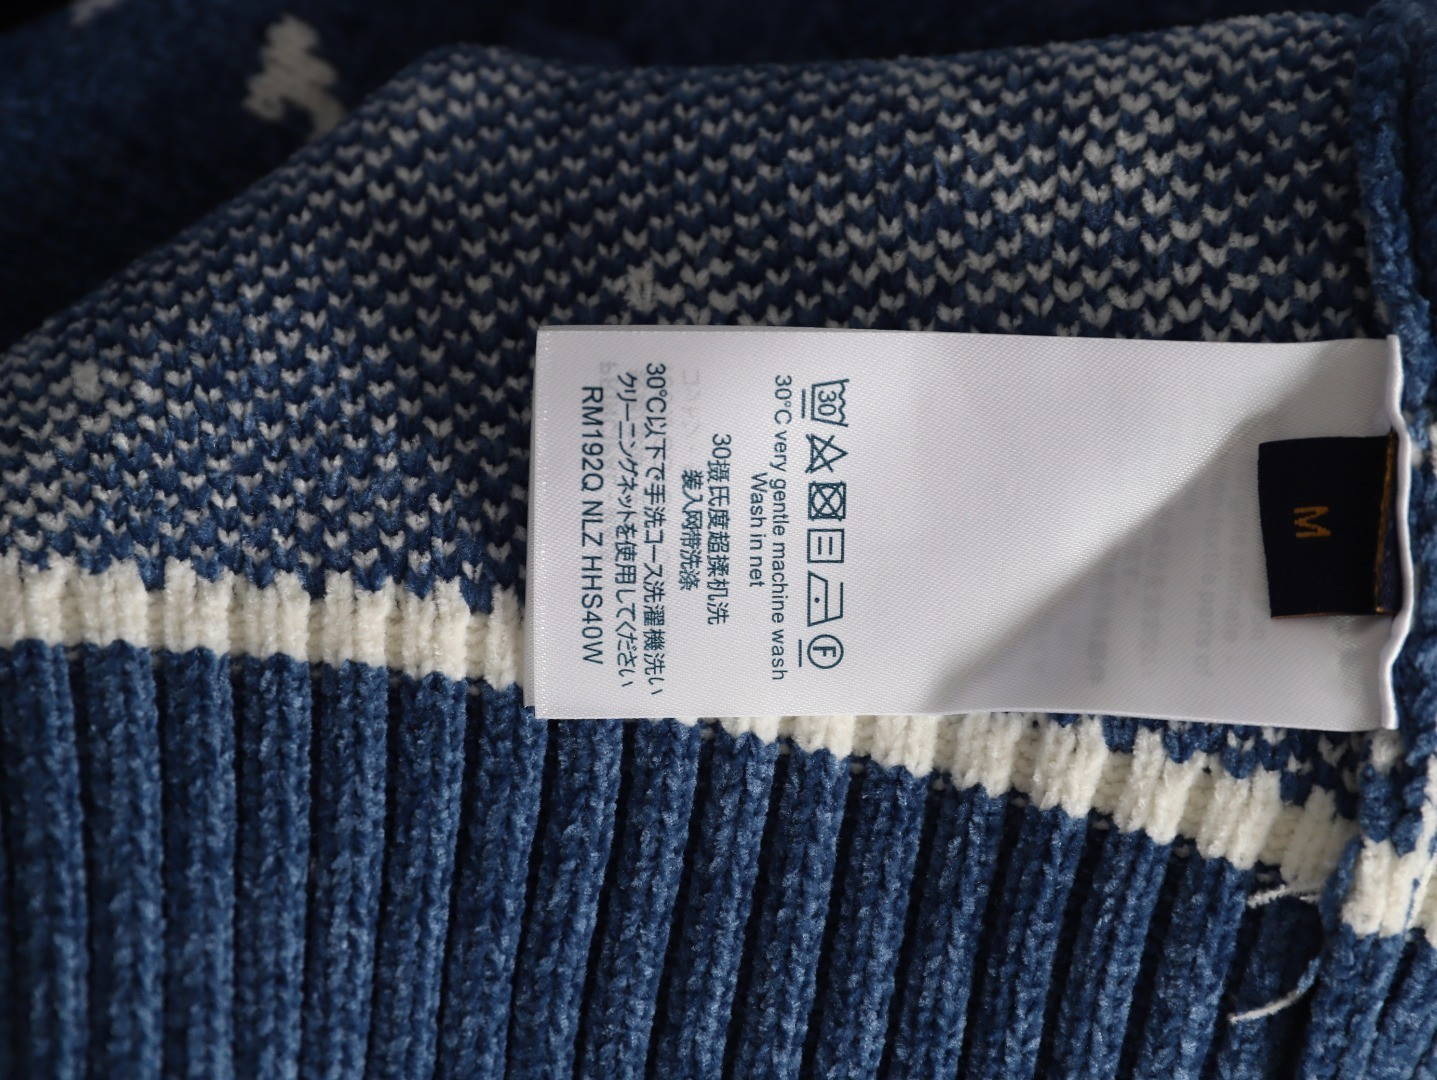 30
F
30°C very gentle machine wash
Wash in net
30摄氏度超揉机洗
装入网带洗涤
30℃以下で手洗コース洗濯機洗い
クリーニングネットを使用してください
RM192Q NLZ HHS40W
M